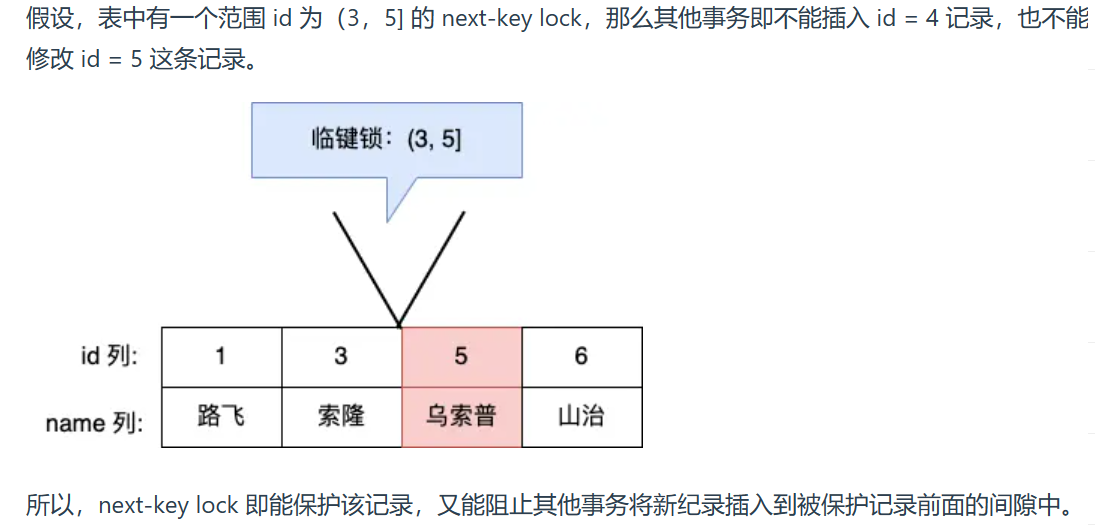 假设，表中有一个范围 id 为（3，5] 的 next-key lock，那么其他事务即不能插入 id = 4 记录，也不能
修改 id = 5 这条记录。
临键锁：(3, 5]
id 列: 1 3 5 6
name 列: 路飞 索隆 乌索普 山治
所以，next-key lock 即能保护该记录，又能阻止其他事务将新纪录插入到被保护记录前面的间隙中。